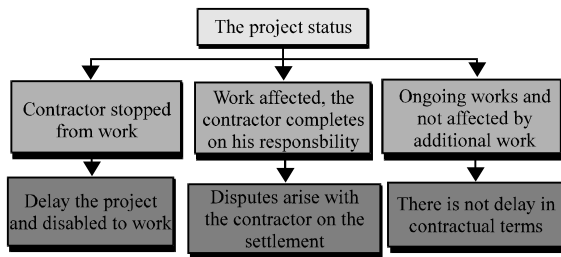 The project status
Contractor stopped
from work
Work affected, the
contractor completes
on his responsbility
Ongoing works and
not affected by
additional work
Delay the project
and disabled to work
Disputes arise with
the contractor on the
settlement
There is not delay in
contractual terms